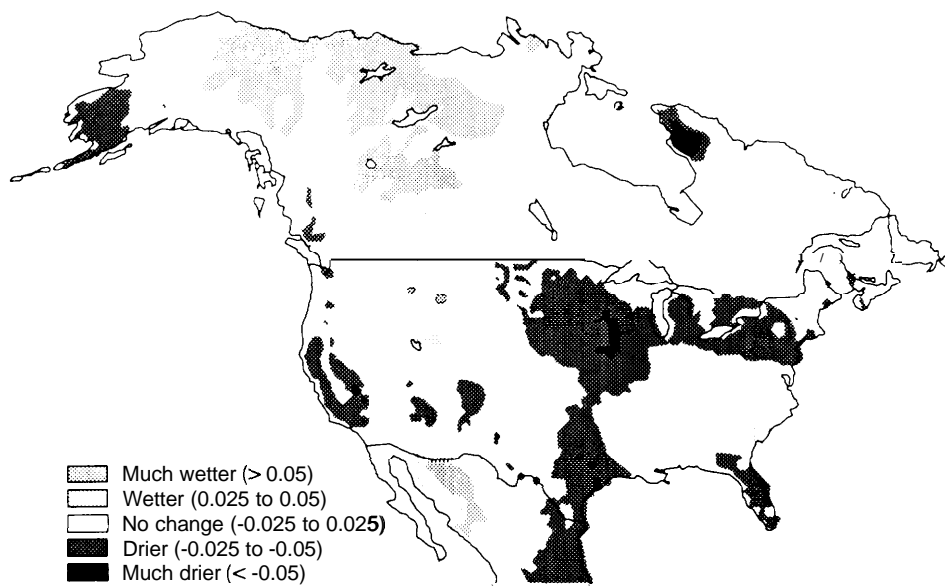 Much wetter (> 0.05)
Wetter (0.025 to 0.05)
No change (-0.025 to 0.025)
Drier (-0.025 to -0.05)
Much drier (< -0.05)